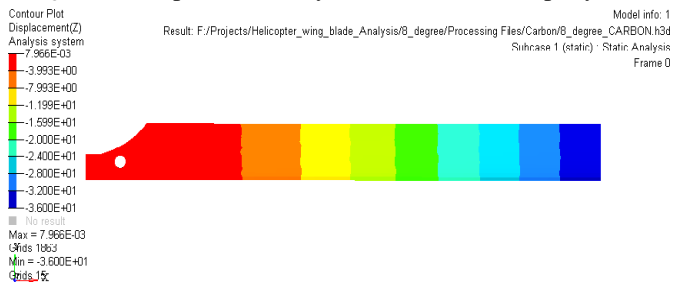 Contour Plot
Displacement(Z)
Analysis system
7.966E-03
-3.993E+00
-7.993E+00
-1.199E+01
-1.599E+01
-2.000E+01
-2.400E+01
-2.800E+01
-3.200E+01
-3.600E+01
No result
Max = 7.966E-03
Grids 1863
Min = -3.600E+01
Grids 15
X
Model info: 1
Result: F:/Projects/Helicopter_wing_blade_Analysis/8_degree/Processing Files/Carbon/8_degree_CARBON.h3d
Subcase 1 (static) : Static Analysis
Frame 0